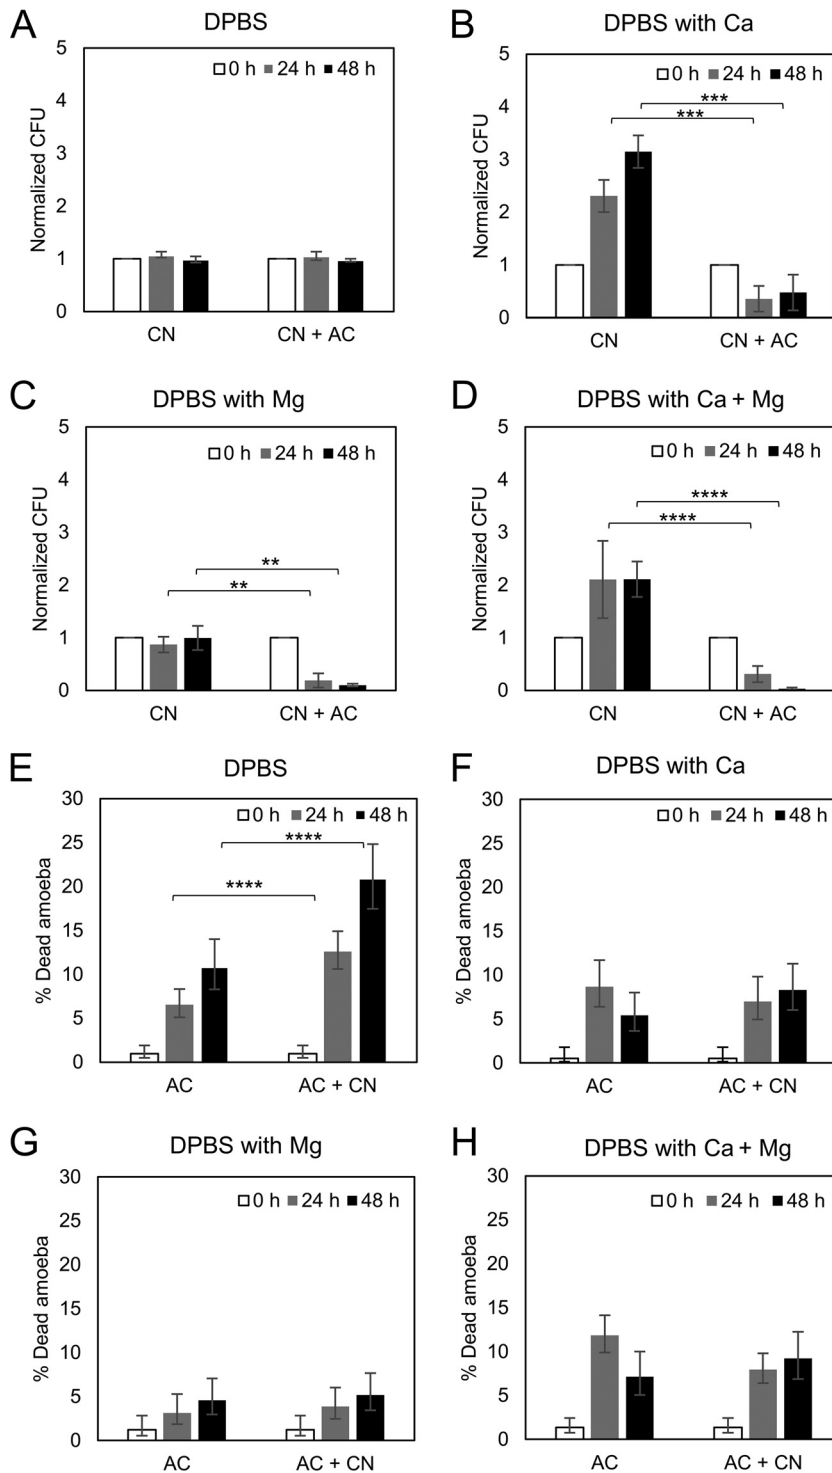 A
DPBS
5
4
3
2
1
0
Normalized CFU
0 h 24 h 48 h
CN
CN + AC
B
DPBS with Ca
5
4
3
2
1
0
Normalized CFU
0 h 24 h 48 h
***
***
CN
CN + AC
C
DPBS with Mg
5
4
3
2
1
0
Normalized CFU
0 h 24 h 48 h
**
**
CN
CN + AC
D
DPBS with Ca + Mg
5
4
3
2
1
0
Normalized CFU
0 h 24 h 48 h
****
****
CN
CN + AC
E
DPBS
30
25
20
15
10
5
0
% Dead amoeba
0 h 24 h 48 h
****
****
AC
AC + CN
F
DPBS with Ca
30
25
20
15
10
5
0
% Dead amoeba
0 h 24 h 48 h
AC
AC + CN
G
DPBS with Mg
30
25
20
15
10
5
0
% Dead amoeba
0 h 24 h 48 h
AC
AC + CN
H
DPBS with Ca + Mg
30
25
20
15
10
5
0
% Dead amoeba
0 h 24 h 48 h
AC
AC + CN